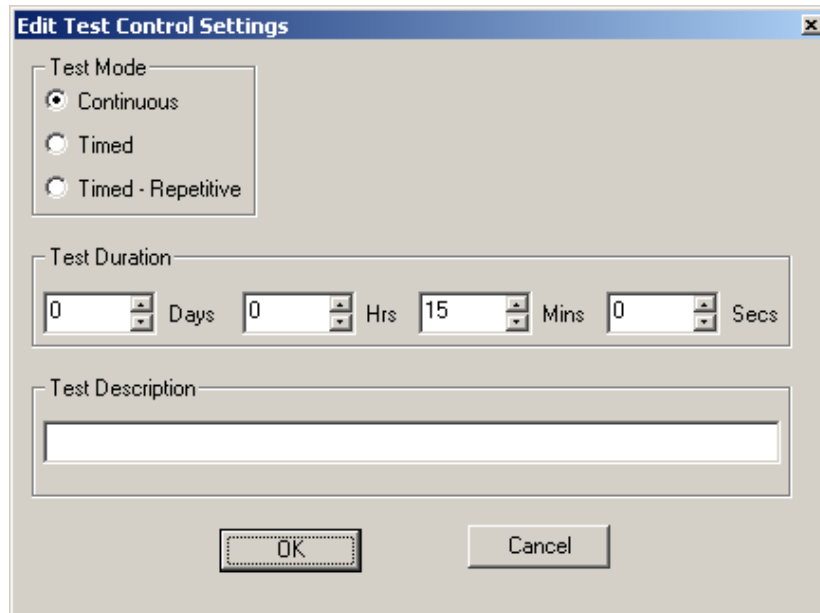 Edit Test Control Settings
Test Mode
Continuous
Timed
Timed - Repetitive
Test Duration
0 Days 0 Hrs 15 Mins 0 Secs
Test Description
OK Cancel